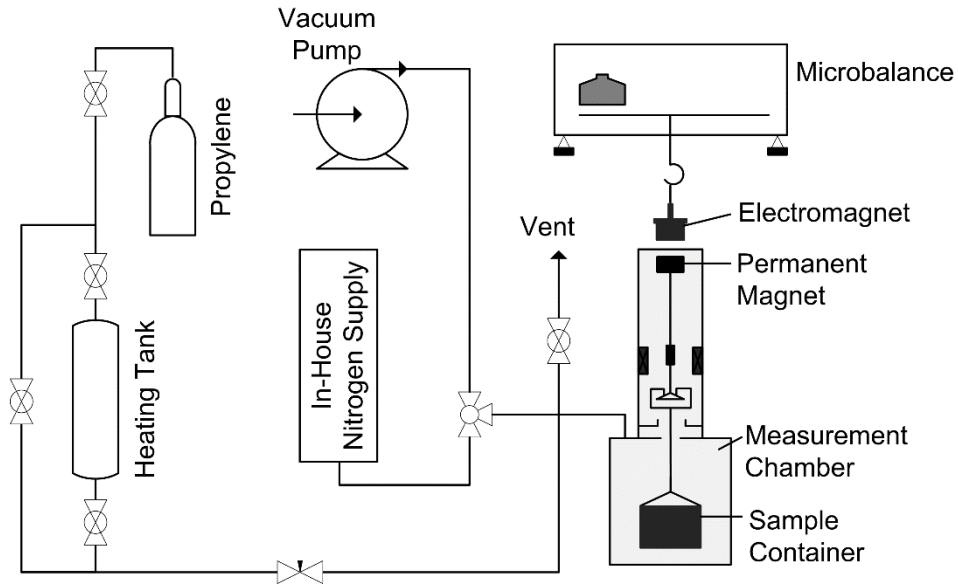 Vacuum
Pump
Microbalance
Propylene
Electromagnet
Vent
Permanent
Magnet
In-House
Nitrogen Supply
Heating Tank
Measurement
Chamber
Sample
Container